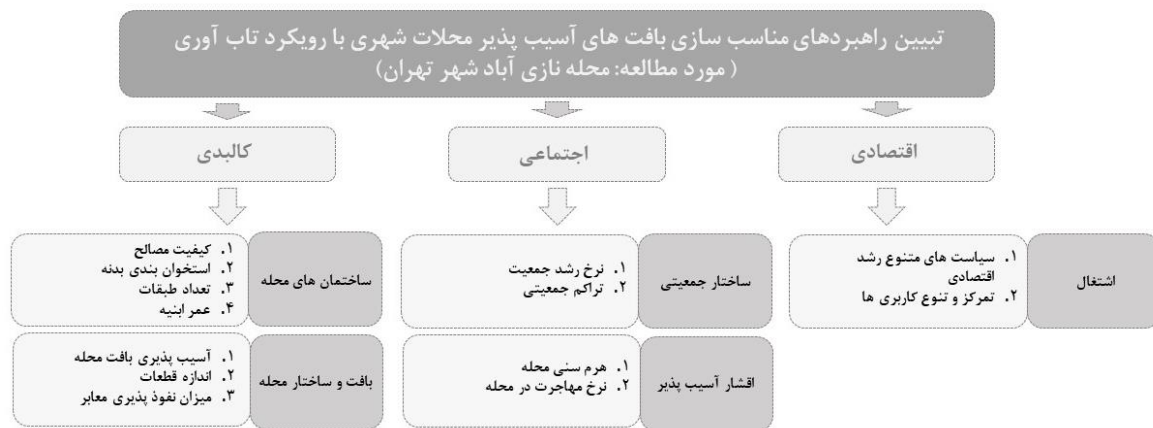 تبیین راهبردهای مناسب سازی بافت های آسیب پذیر محلات شهری با رویکرد تاب آوری
( مورد مطالعه: محله نازی آباد شهر تهران)
اقتصادی
اجتماعی
کالبدی
اشتغال
۱. سیاست های متنوع رشد
اقتصادی
۲. تمرکز و تنوع کاربری ها
ساختار جمعیتی
۱. نرخ رشد جمعیت
۲. تراکم جمعیتی
اقشار آسیب پذیر
۱. هرم سنی محله
۲. نرخ مهاجرت در محله
ساختمان های محله
۱. کیفیت مصالح
۲. استخوان بندی بدنه
۳. تعداد طبقات
۴. عمر ابنیه
بافت و ساختار محله
۱. آسیب پذیری بافت محله
۲. اندازه قطعات
۳. میزان نفوذ پذیری معابر